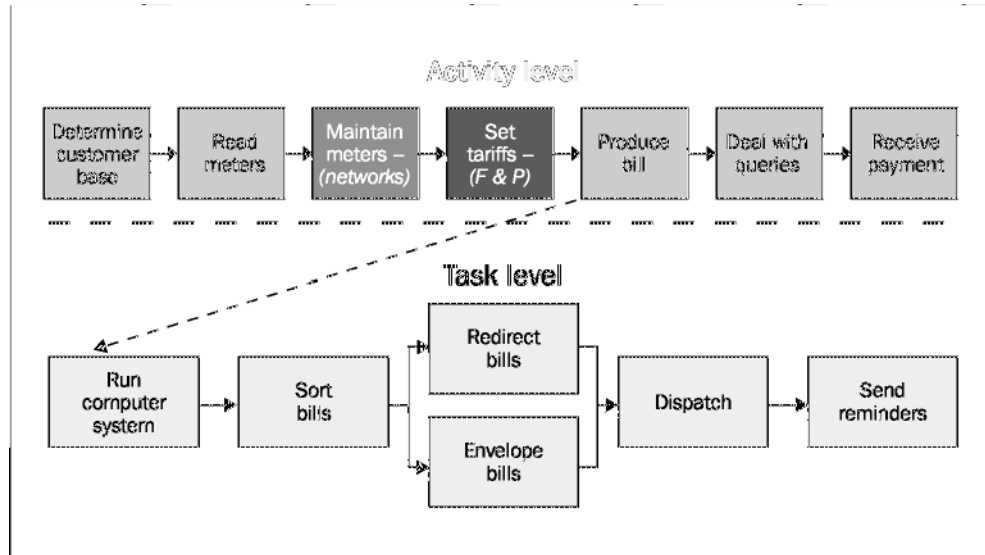 Activity level
Determine
customer
base
Read
meters
Maintain
meters –
(networks)
Set
tariffs –
(F & P)
Produce
bill
Deal with
queries
Receive
payment
Task level
Run
computer
system
Sort
bills
Redirect
bills
Envelope
bills
Dispatch
Send
reminders